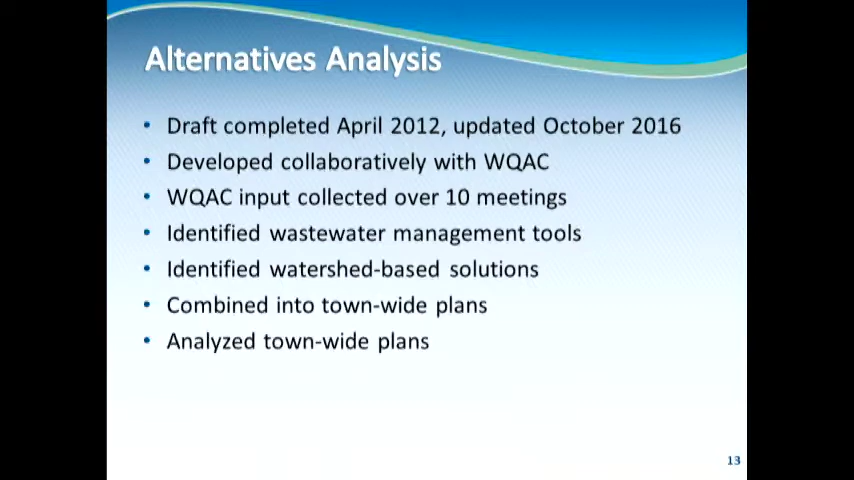 Alternatives Analysis
• Draft completed April 2012, updated October 2016
• Developed collaboratively with WQAC
• WQAC input collected over 10 meetings
• Identified wastewater management tools
• Identified watershed-based solutions
• Combined into town-wide plans
• Analyzed town-wide plans
13